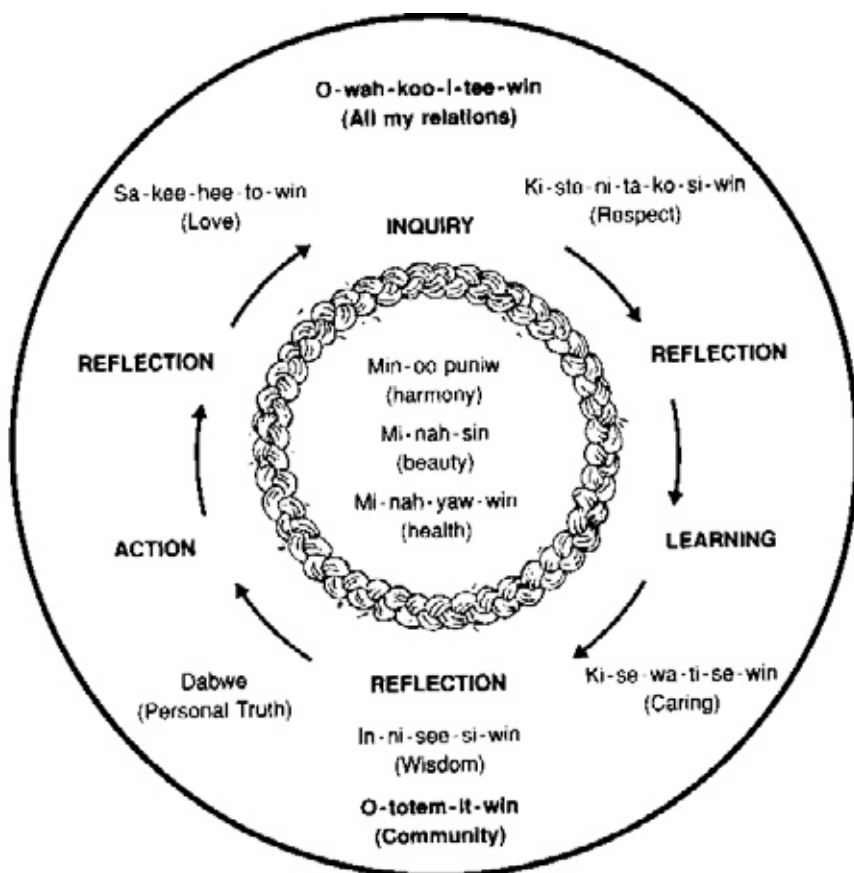 O-wah-koo-i-tee-win
(All my relations)
Sa-kee-hee-to-win
(Love)
Ki-sto-ni-ta-ko-si-win
(Respect)
INQUIRY
REFLECTION
REFLECTION
Min-oo puniw
(harmony)
Mi-nah-sin
(beauty)
Mi-nah-yaw-win
(health)
ACTION
LEARNING
Dabwe
(Personal Truth)
REFLECTION
Ki-se-wa-ti-se-win
(Caring)
In-ni-see-si-win
(Wisdom)
O-totem-it-win
(Community)